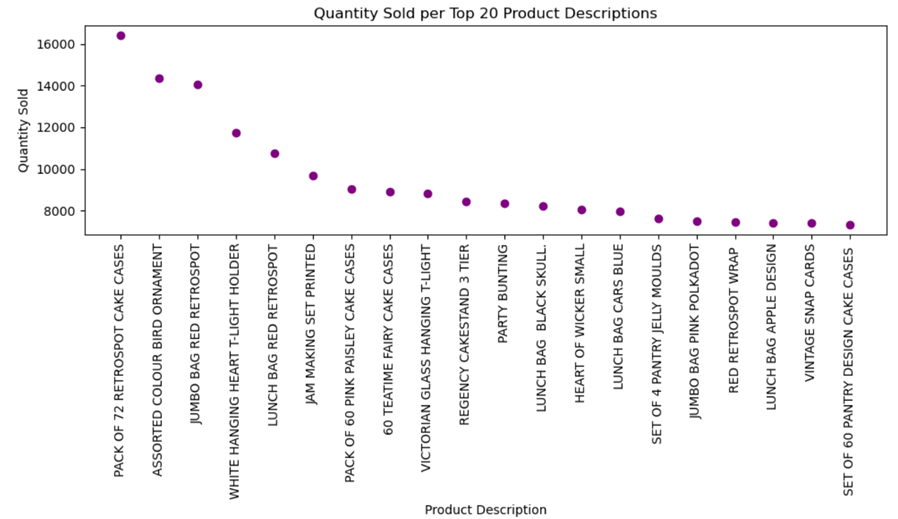 Quantity Sold per Top 20 Product Descriptions
Quantity Sold
16000
14000
12000
10000
8000
PACK OF 72 RETROSPOT CAKE CASES
ASSORTED COLOUR BIRD ORNAMENT
JUMBO BAG RED RETROSPOT
WHITE HANGING HEART T-LIGHT HOLDER
LUNCH BAG RED RETROSPOT
JAM MAKING SET PRINTED
PACK OF 60 PINK PAISLEY CAKE CASES
60 TEATIME FAIRY CAKE CASES
VICTORIAN GLASS HANGING T-LIGHT
REGENCY CAKESTAND 3 TIER
PARTY BUNTING
LUNCH BAG  BLACK SKULL.
HEART OF WICKER SMALL
LUNCH BAG CARS BLUE
SET OF 4 PANTRY JELLY MOULDS
JUMBO BAG PINK POLKADOT
RED RETROSPOT WRAP
LUNCH BAG APPLE DESIGN
VINTAGE SNAP CARDS
SET OF 60 PANTRY DESIGN CAKE CASES
Product Description